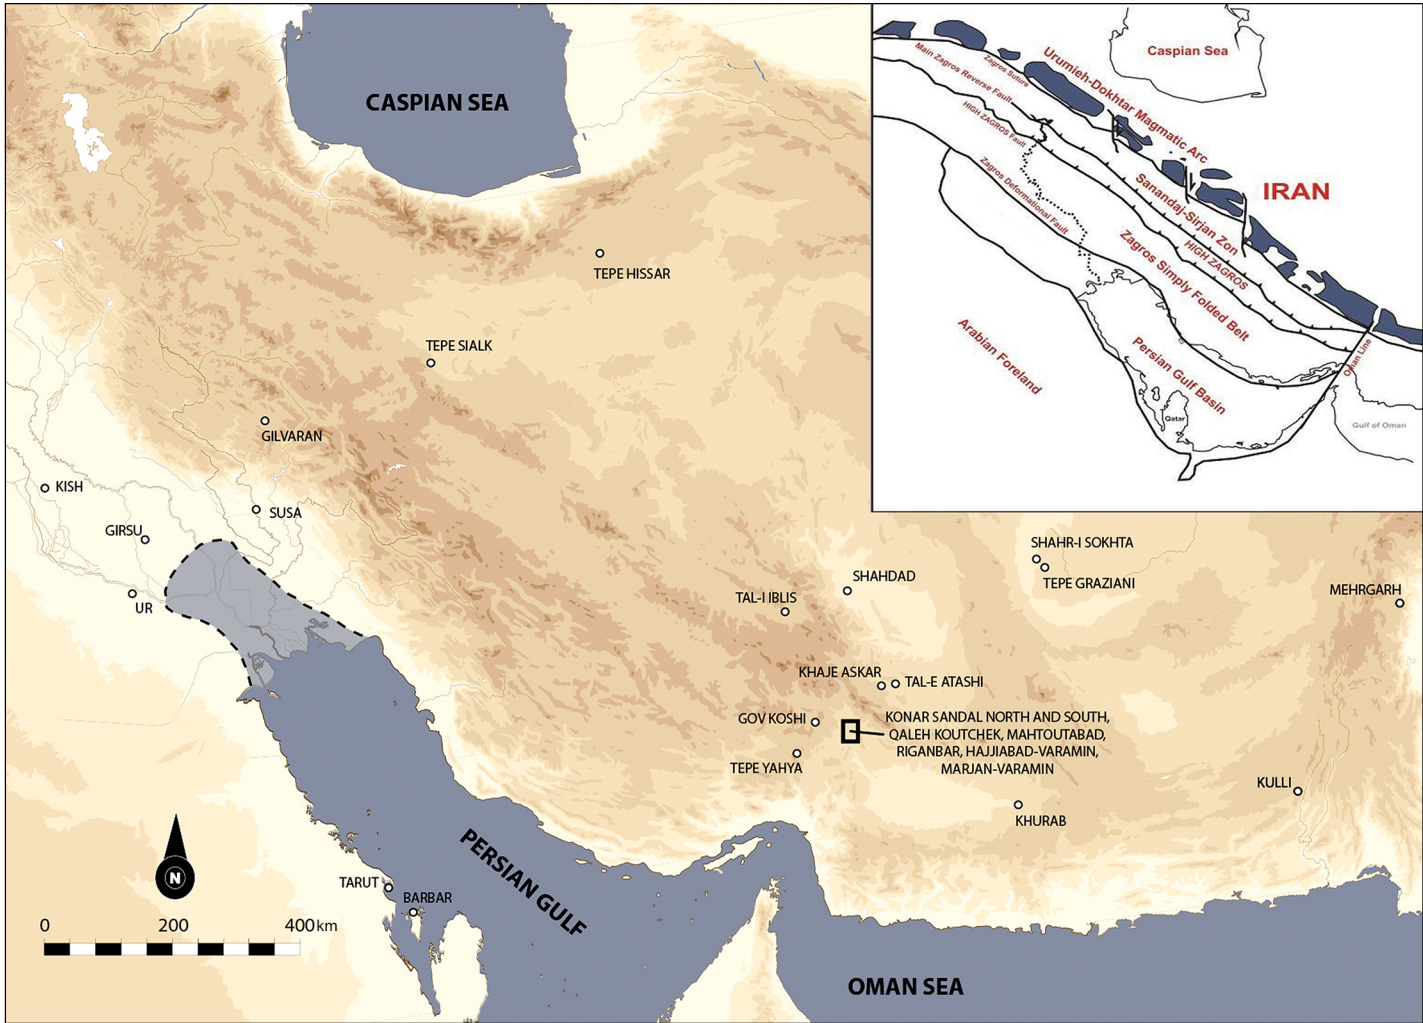 CASPIAN SEA
TEPE HISSAR
TEPE SIALK
GILVARAN
KISH
SUSA
GIRSU
UR
SHAHR-I SOKHTA
TEPE GRAZIANI
SHAHDAD
TAL-I IBLIS
MEHRGARH
KHAJE ASKAR
TAL-E ATASHI
GOV KOSHI
KONAR SANDAL NORTH AND SOUTH,
QALEH KOUTCHEK, MAHTOUTABAD,
RIGANBAR, HAJJIABAD-VARAMIN,
MARJAN-VARAMIN
TEPE YAHYA
KULLI
KHURAB
PERSIAN GULF
TARUT
BARBAR
OMAN SEA
N
0 200 400 km
Caspian Sea
Urumieh-Dokhtar Magmatic Arc
Zagros Suture
Main Zagros Reverse Fault
HIGH ZAGROS Fault
Zagros Deformational Fault
IRAN
Sanandaj-Sirjan Zon
HIGH ZAGROS
Zagros Simply Folded Belt
Arabian Foreland
Persian Gulf Basin
Qatar
Oman Line
Gulf of Oman